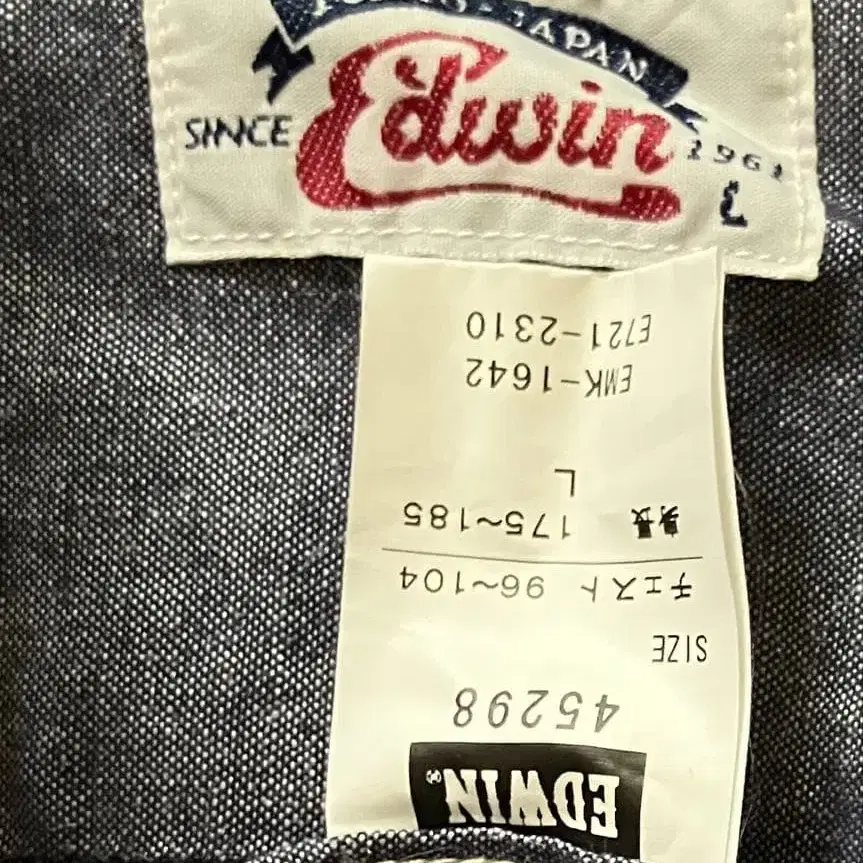 JAPAN
Edwin
SINCE
1961
L
EDWIN®
45298
SIZE
チェスト 96~104
身長 175~185
L
EMK-1642
E721-2310